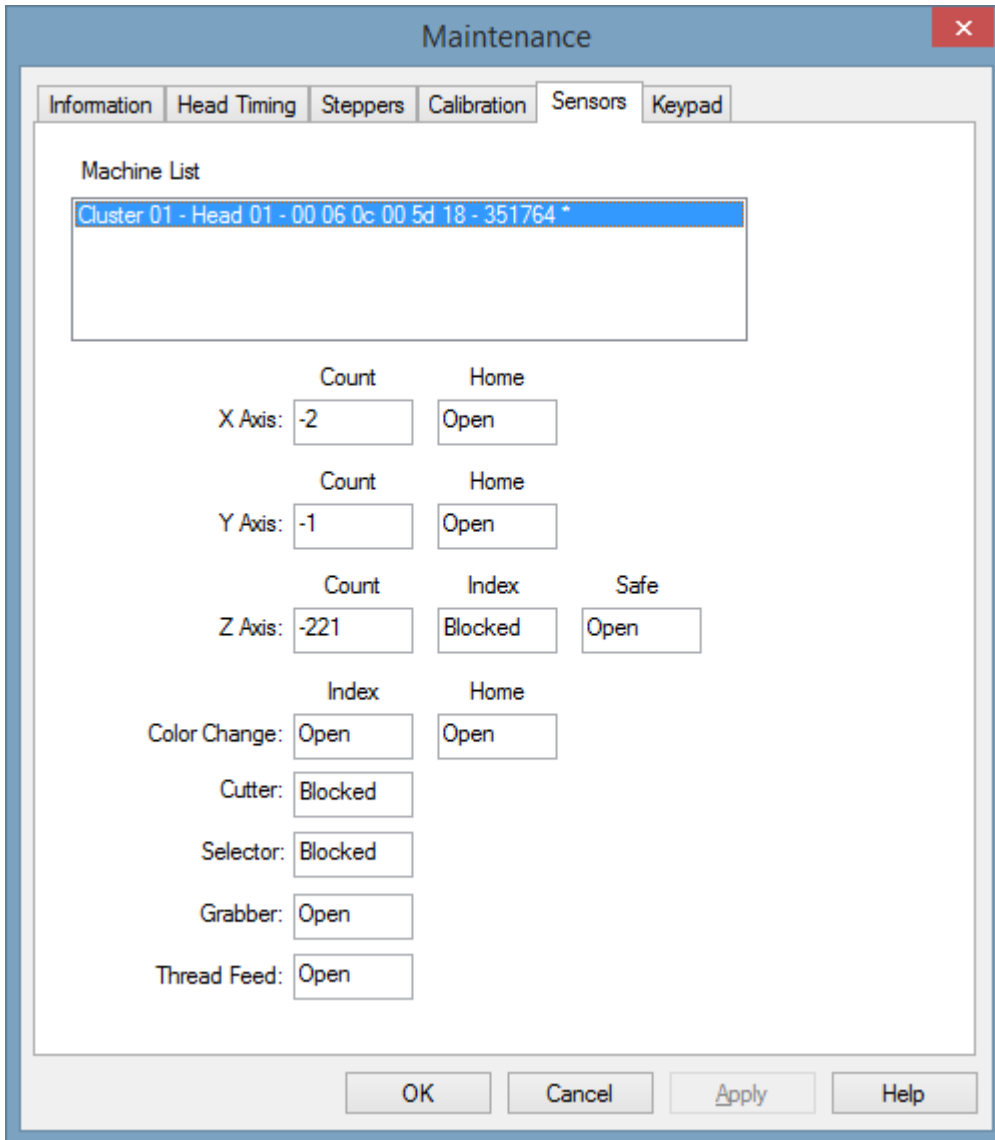 Maintenance
Information Head Timing Steppers Calibration Sensors Keypad
Machine List
Cluster 01 - Head 01 - 00 06 0c 00 5d 18 - 351764 *
Count Home
X Axis: -2 Open
Count Home
Y Axis: -1 Open
Count Index Safe
Z Axis: -221 Blocked Open
Index Home
Color Change: Open Open
Cutter: Blocked
Selector: Blocked
Grabber: Open
Thread Feed: Open
OK Cancel Apply Help